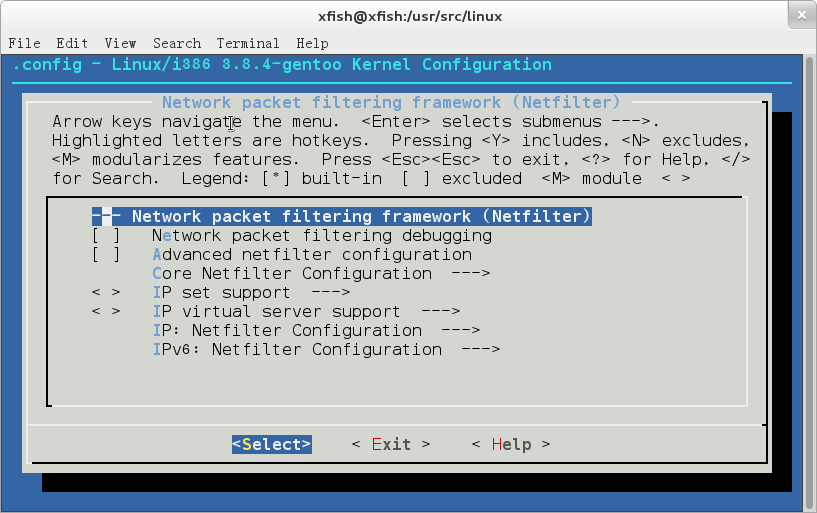 xfish@xfish:/usr/src/linux
×
File Edit View Search Terminal Help
.config - Linux/i386 3.8.4-gentoo Kernel Configuration
Network packet filtering framework (Netfilter)
Arrow keys navigate the menu. <Enter> selects submenus --->.
Highlighted letters are hotkeys. Pressing <Y> includes, <N> excludes,
<M> modularizes features. Press <Esc><Esc> to exit, <?> for Help, </>
for Search. Legend: [*] built-in [ ] excluded <M> module < >
--- Network packet filtering framework (Netfilter)
[ ] Network packet filtering debugging
[ ] Advanced netfilter configuration
Core Netfilter Configuration --->
< > IP set support --->
< > IP virtual server support --->
IP: Netfilter Configuration --->
IPv6: Netfilter Configuration --->
<Select> < Exit > < Help >